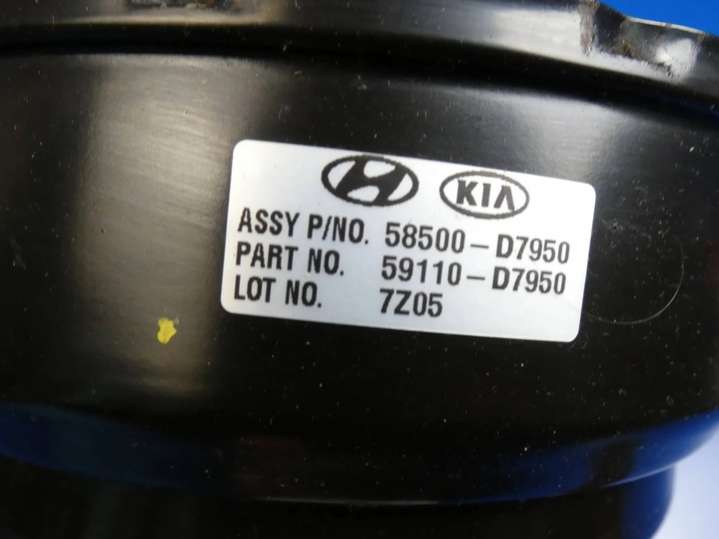 KIA
ASSY P/NO. 58500-D7950
PART NO. 59110-D7950
LOT NO. 7Z05